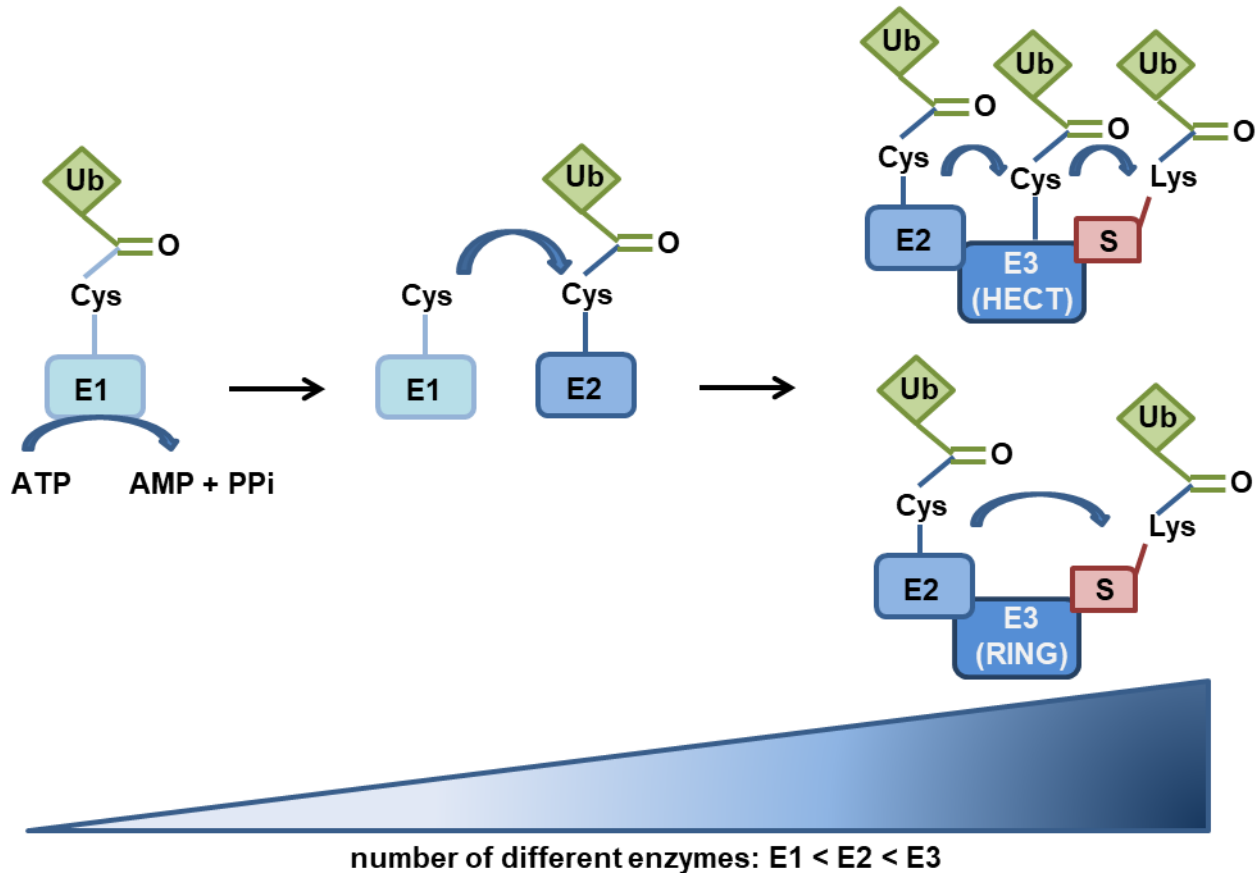 Ub
O
Cys
E1
ATP
AMP + PPi
Cys
E1
Ub
O
Cys
E2
Ub
O
Cys
E2
Ub
O
Cys
E3
(HECT)
Ub
O
Lys
S
Ub
O
Cys
E2
E3
(RING)
Ub
O
Lys
S
number of different enzymes: E1 < E2 < E3